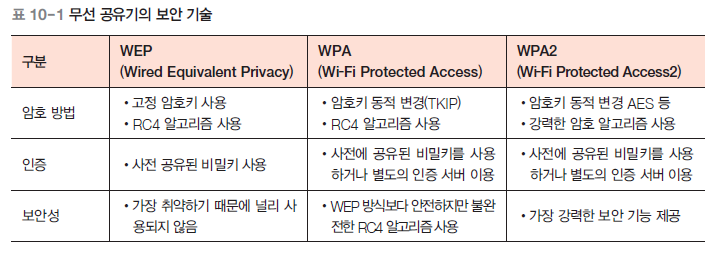 표 10-1 무선 공유기의 보안 기술
구분
WEP
(Wired Equivalent Privacy)
WPA
(Wi-Fi Protected Access)
WPA2
(Wi-Fi Protected Access2)
암호 방법
• 고정 암호키 사용
• RC4 알고리즘 사용
• 암호키 동적 변경(TKIP)
• RC4 알고리즘 사용
• 암호키 동적 변경 AES 등
• 강력한 암호 알고리즘 사용
인증
• 사전 공유된 비밀키 사용
• 사전에 공유된 비밀키를 사용
하거나 별도의 인증 서버 이용
• 사전에 공유된 비밀키를 사용
하거나 별도의 인증 서버 이용
보안성
• 가장 취약하기 때문에 널리 사
용되지 않음
• WEP 방식보다 안전하지만 불완
전한 RC4 알고리즘 사용
• 가장 강력한 보안 기능 제공